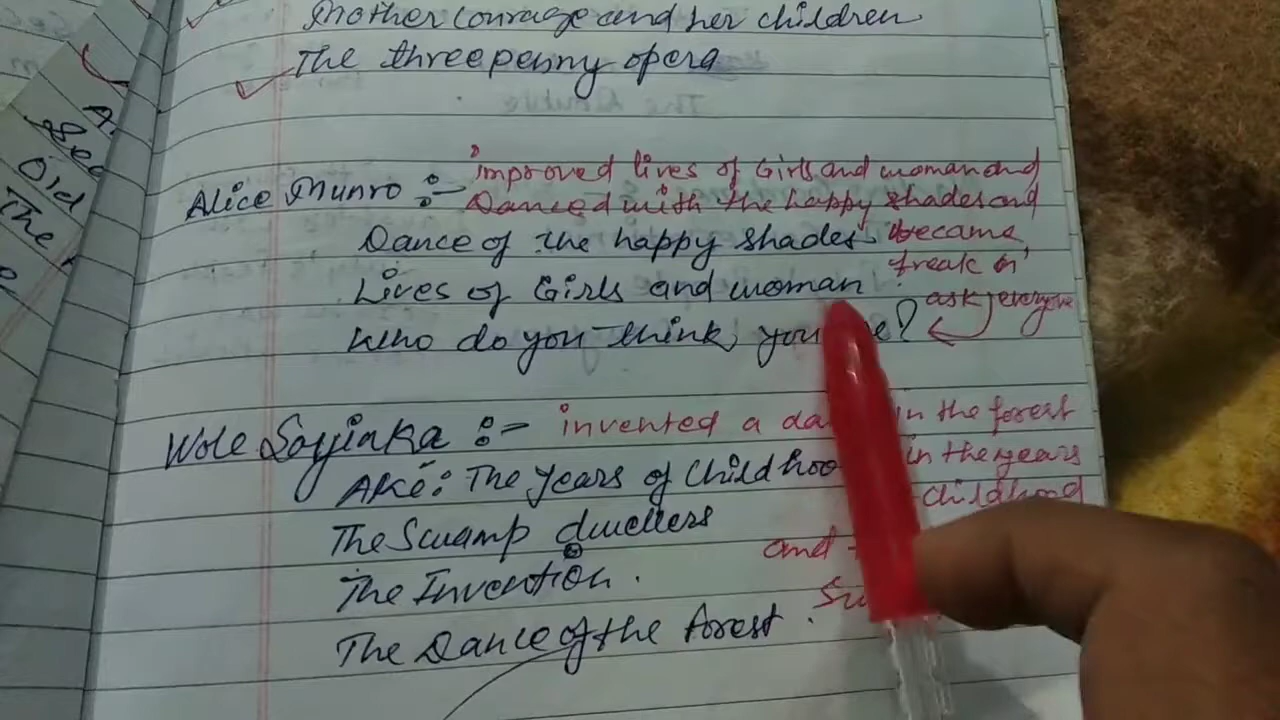 Mother courage and her children
The threepenny opera
improved lives of Girls and woman and
Alice Munro :- Danced with the happy shades and
Dance of the happy shades. became
freak n'
Lives of Girls and woman
ask everyone
Who do you think you ?
Wole Soyinka :- invented a in the forest
AKé: The years of Childhoo in the years
childhood
The Swamp dwellers
and
The Invention.
The Dance of the forest.
Old
The